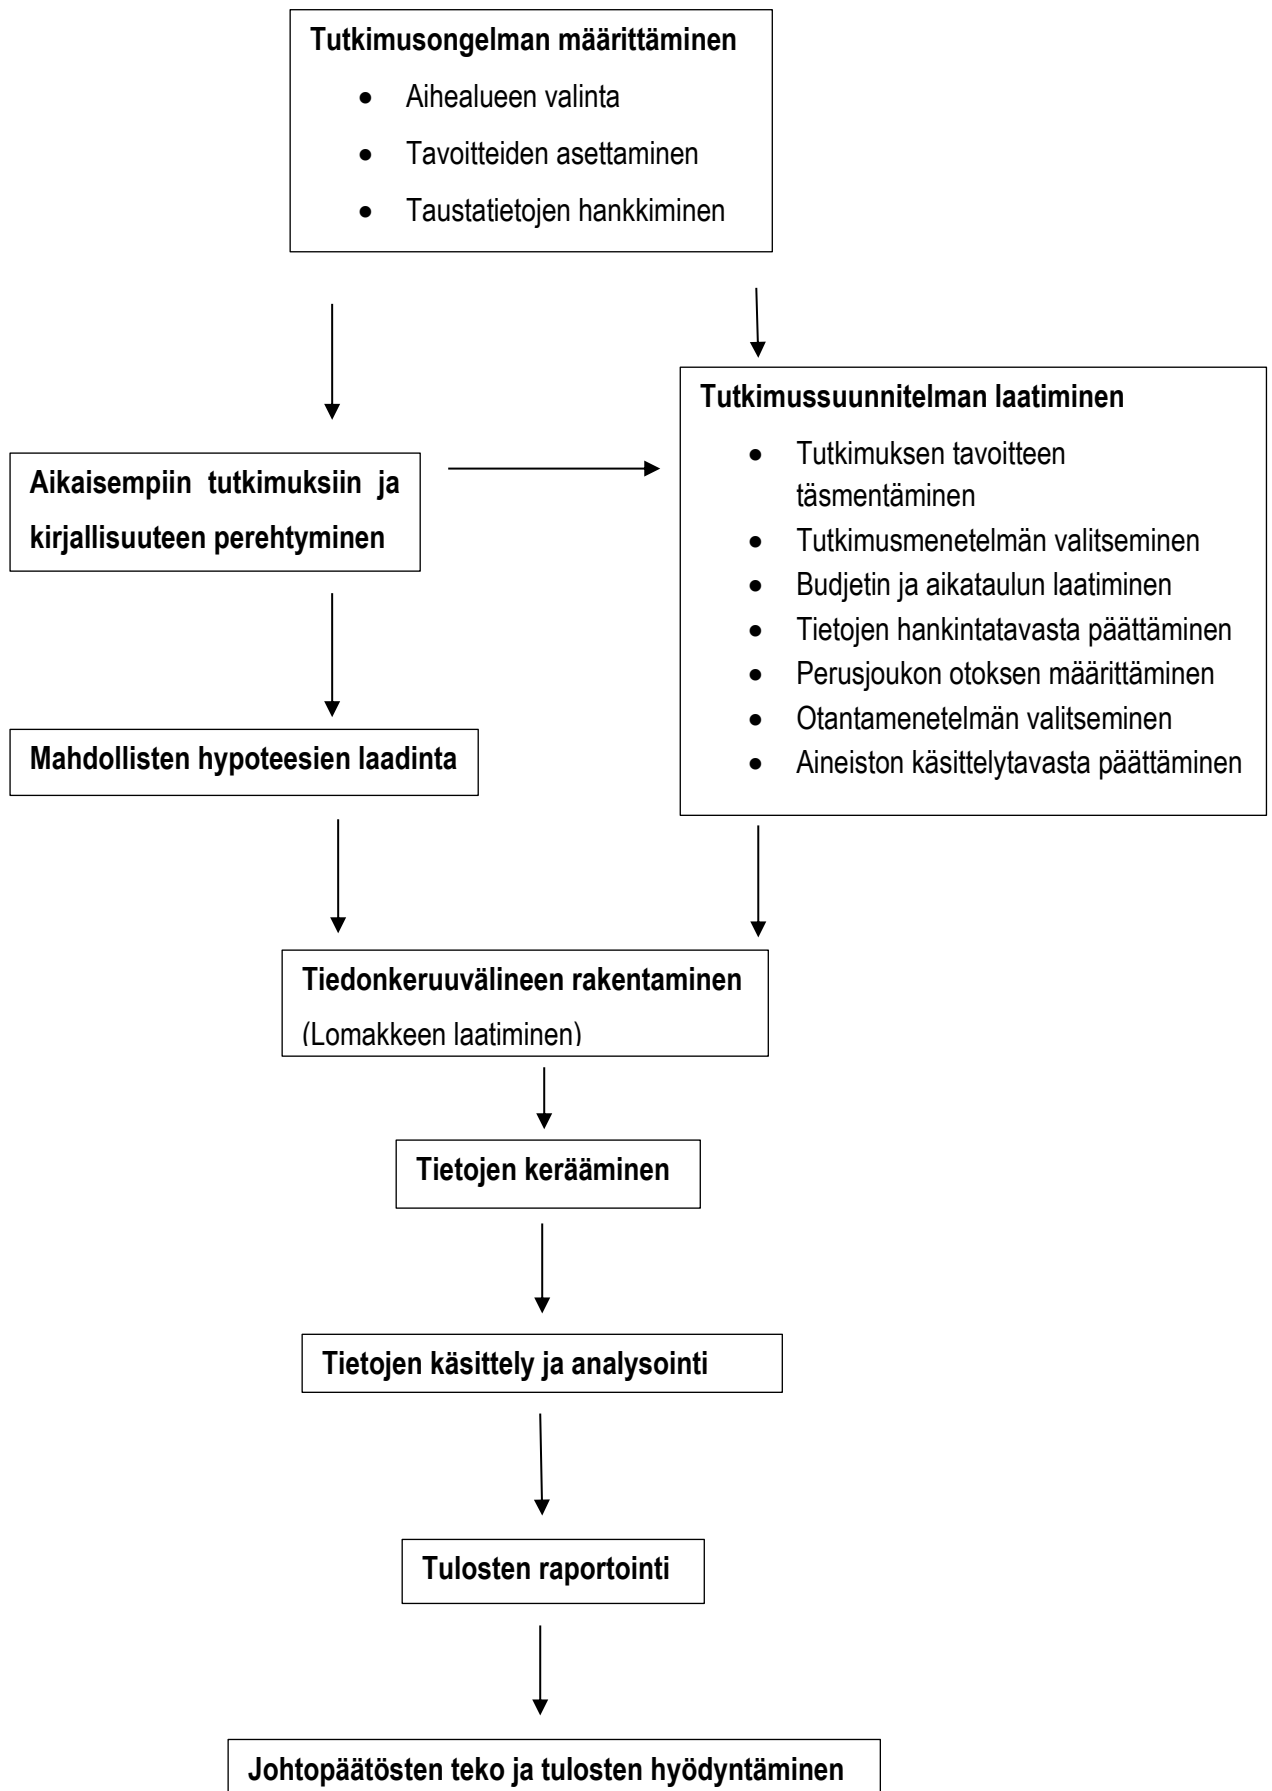 Tutkimusongelman määrittäminen
• Aihealueen valinta
• Tavoitteiden asettaminen
• Taustatietojen hankkiminen
Aikaisempiin tutkimuksiin ja
kirjallisuuteen perehtyminen
Tutkimussuunnitelman laatiminen
• Tutkimuksen tavoitteen
täsmentäminen
• Tutkimusmenetelmän valitseminen
• Budjetin ja aikataulun laatiminen
• Tietojen hankintatavasta päättäminen
• Perusjoukon otoksen määrittäminen
• Otantamenetelmän valitseminen
• Aineiston käsittelytavasta päättäminen
Mahdollisten hypoteesien laadinta
Tiedonkeruuvälineen rakentaminen
(Lomakkeen laatiminen)
Tietojen kerääminen
Tietojen käsittely ja analysointi
Tulosten raportointi
Johtopäätösten teko ja tulosten hyödyntäminen